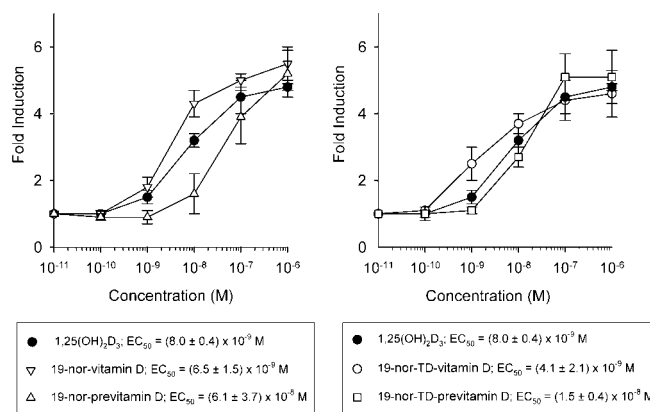 Fold Induction
6
4
2
0
10⁻¹¹ 10⁻¹⁰ 10⁻⁹ 10⁻⁸ 10⁻⁷ 10⁻⁶
Concentration (M)
● 1,25(OH)₂D₃; EC₅₀ = (8.0 ± 0.4) x 10⁻⁹ M
▽ 19-nor-vitamin D; EC₅₀ = (6.5 ± 1.5) x 10⁻⁹ M
△ 19-nor-previtamin D; EC₅₀ = (6.1 ± 3.7) x 10⁻⁸ M
Fold Induction
6
4
2
0
10⁻¹¹ 10⁻¹⁰ 10⁻⁹ 10⁻⁸ 10⁻⁷ 10⁻⁶
Concentration (M)
● 1,25(OH)₂D₃; EC₅₀ = (8.0 ± 0.4) x 10⁻⁹ M
○ 19-nor-TD-vitamin D; EC₅₀ = (4.1 ± 2.1) x 10⁻⁹ M
□ 19-nor-TD-previtamin D; EC₅₀ = (1.5 ± 0.4) x 10⁻⁸ M